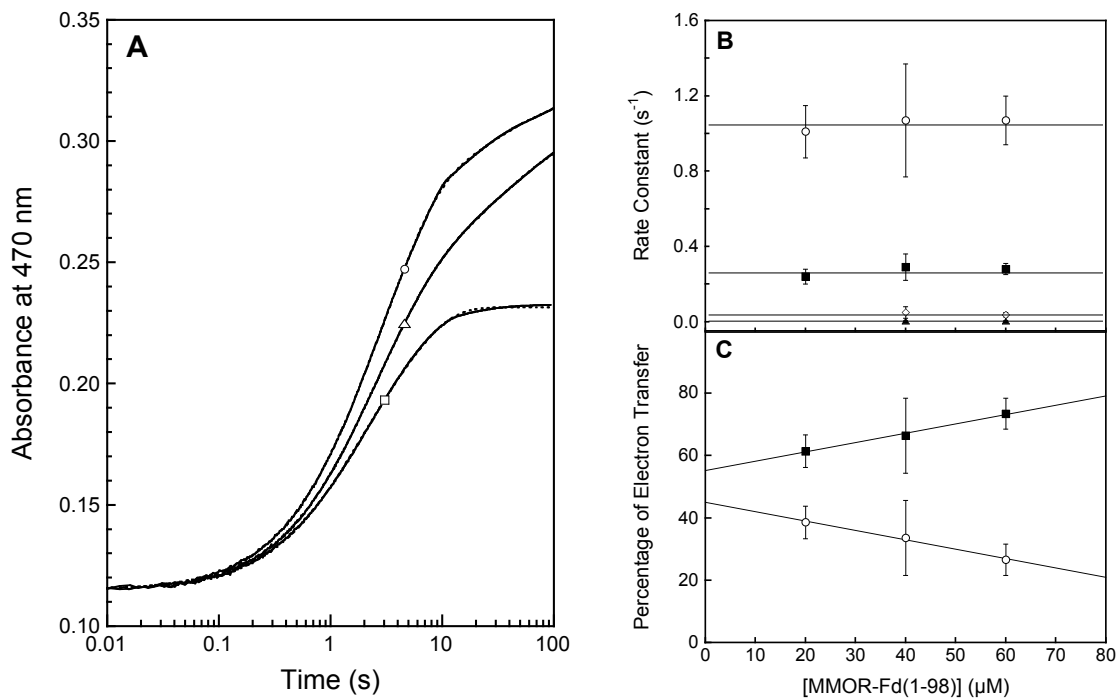 A
0.35
0.30
0.25
0.20
0.15
0.10
Absorbance at 470 nm
0.01
0.1
1
10
100
Time (s)
B
1.6
1.2
0.8
0.4
0.0
Rate Constant (s⁻¹)
C
80
60
40
20
0
Percentage of Electron Transfer
0 10 20 30 40 50 60 70 80
[MMOR-Fd(1-98)] (µM)